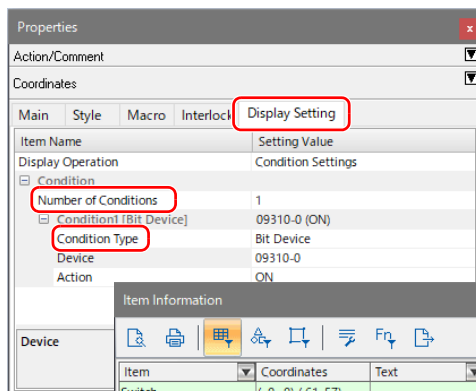 Properties
x
Action/Comment
Coordinates
Main Style Macro Interlock Display Setting
Item Name Setting Value
Display Operation Condition Settings
Condition
Number of Conditions 1
Condition1 [Bit Device] 09310-0 (ON)
Condition Type Bit Device
Device 09310-0
Action ON
Item Information
Device
Fn
Item Coordinates Text
Switch